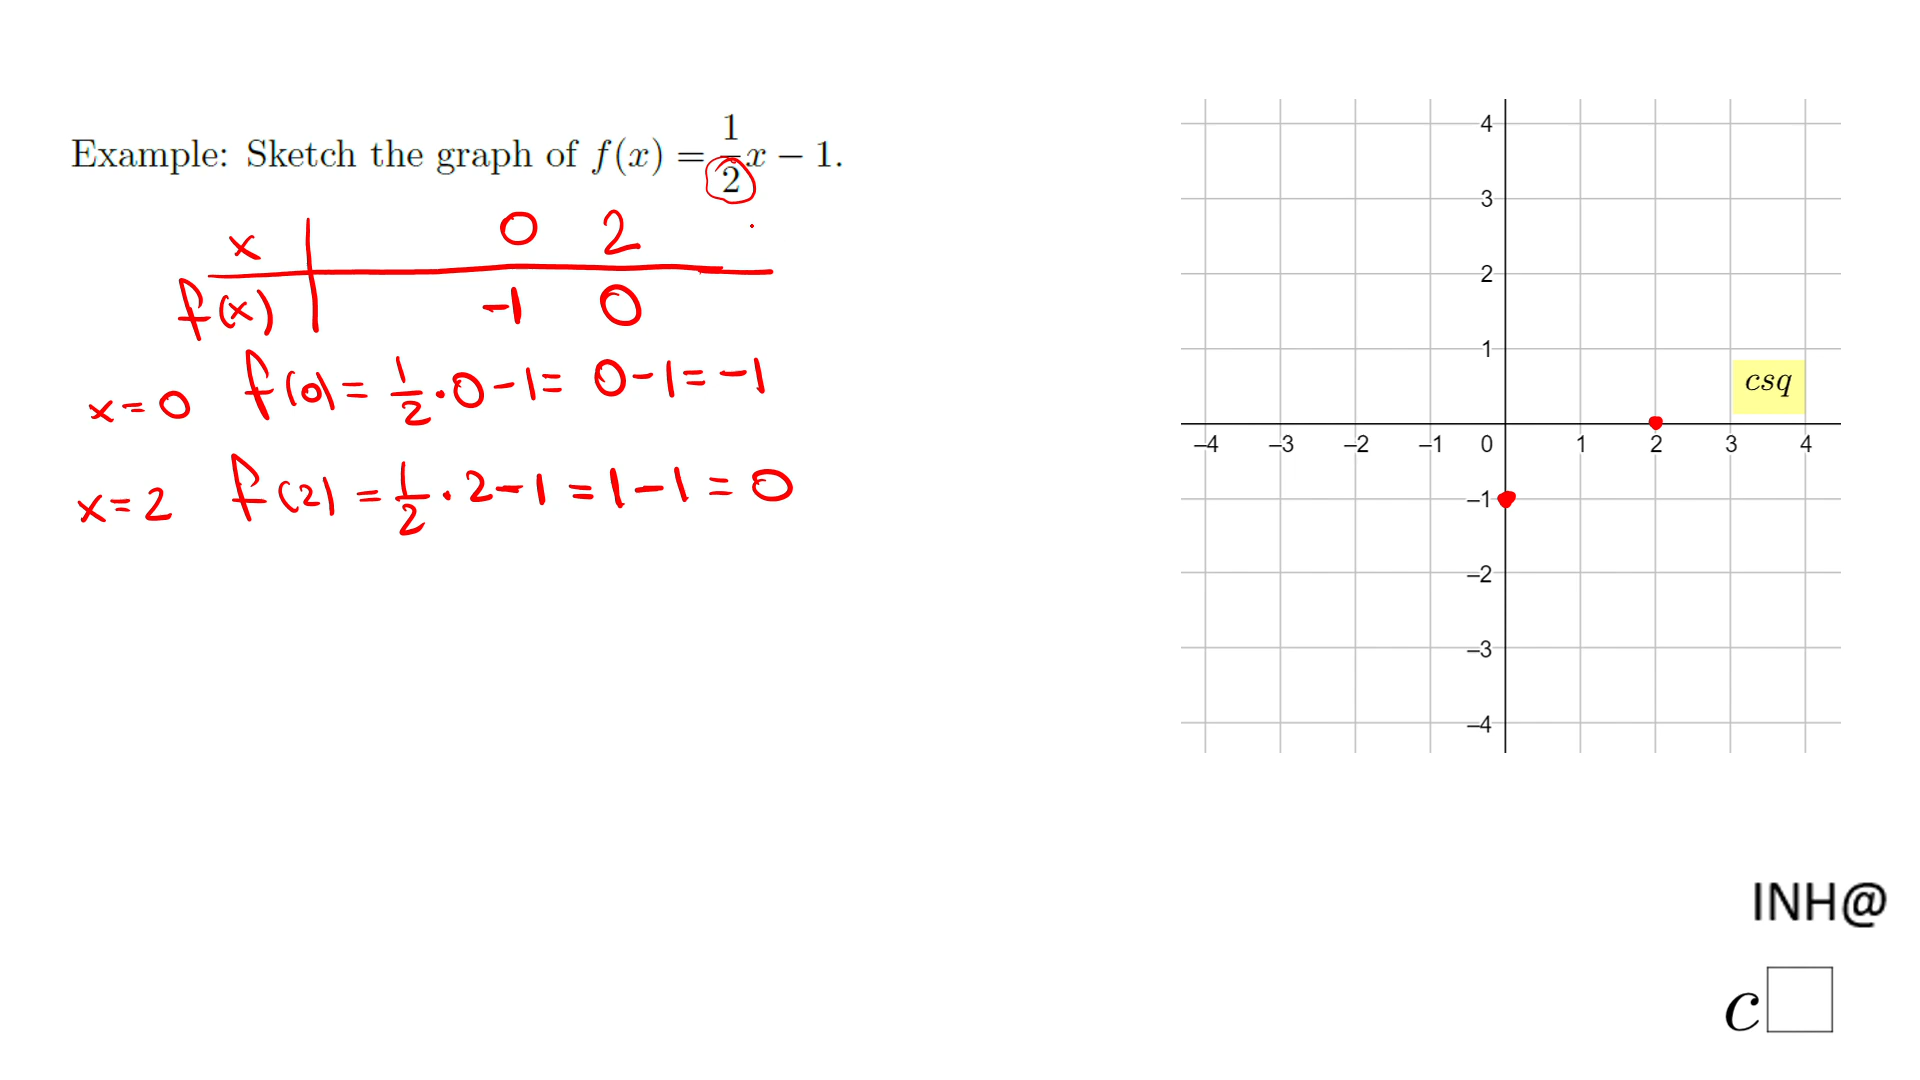 Example: Sketch the graph of f(x) = 1/2 x − 1.
x | 0 2
f(x) | -1 0
x=0 f(0) = 1/2 · 0 - 1 = 0 - 1 = -1
x=2 f(2) = 1/2 · 2 - 1 = 1 - 1 = 0
4
3
2
1
csq
–4 –3 –2 –1 0 1 2 3 4
–1
–2
–3
–4
INH@
c